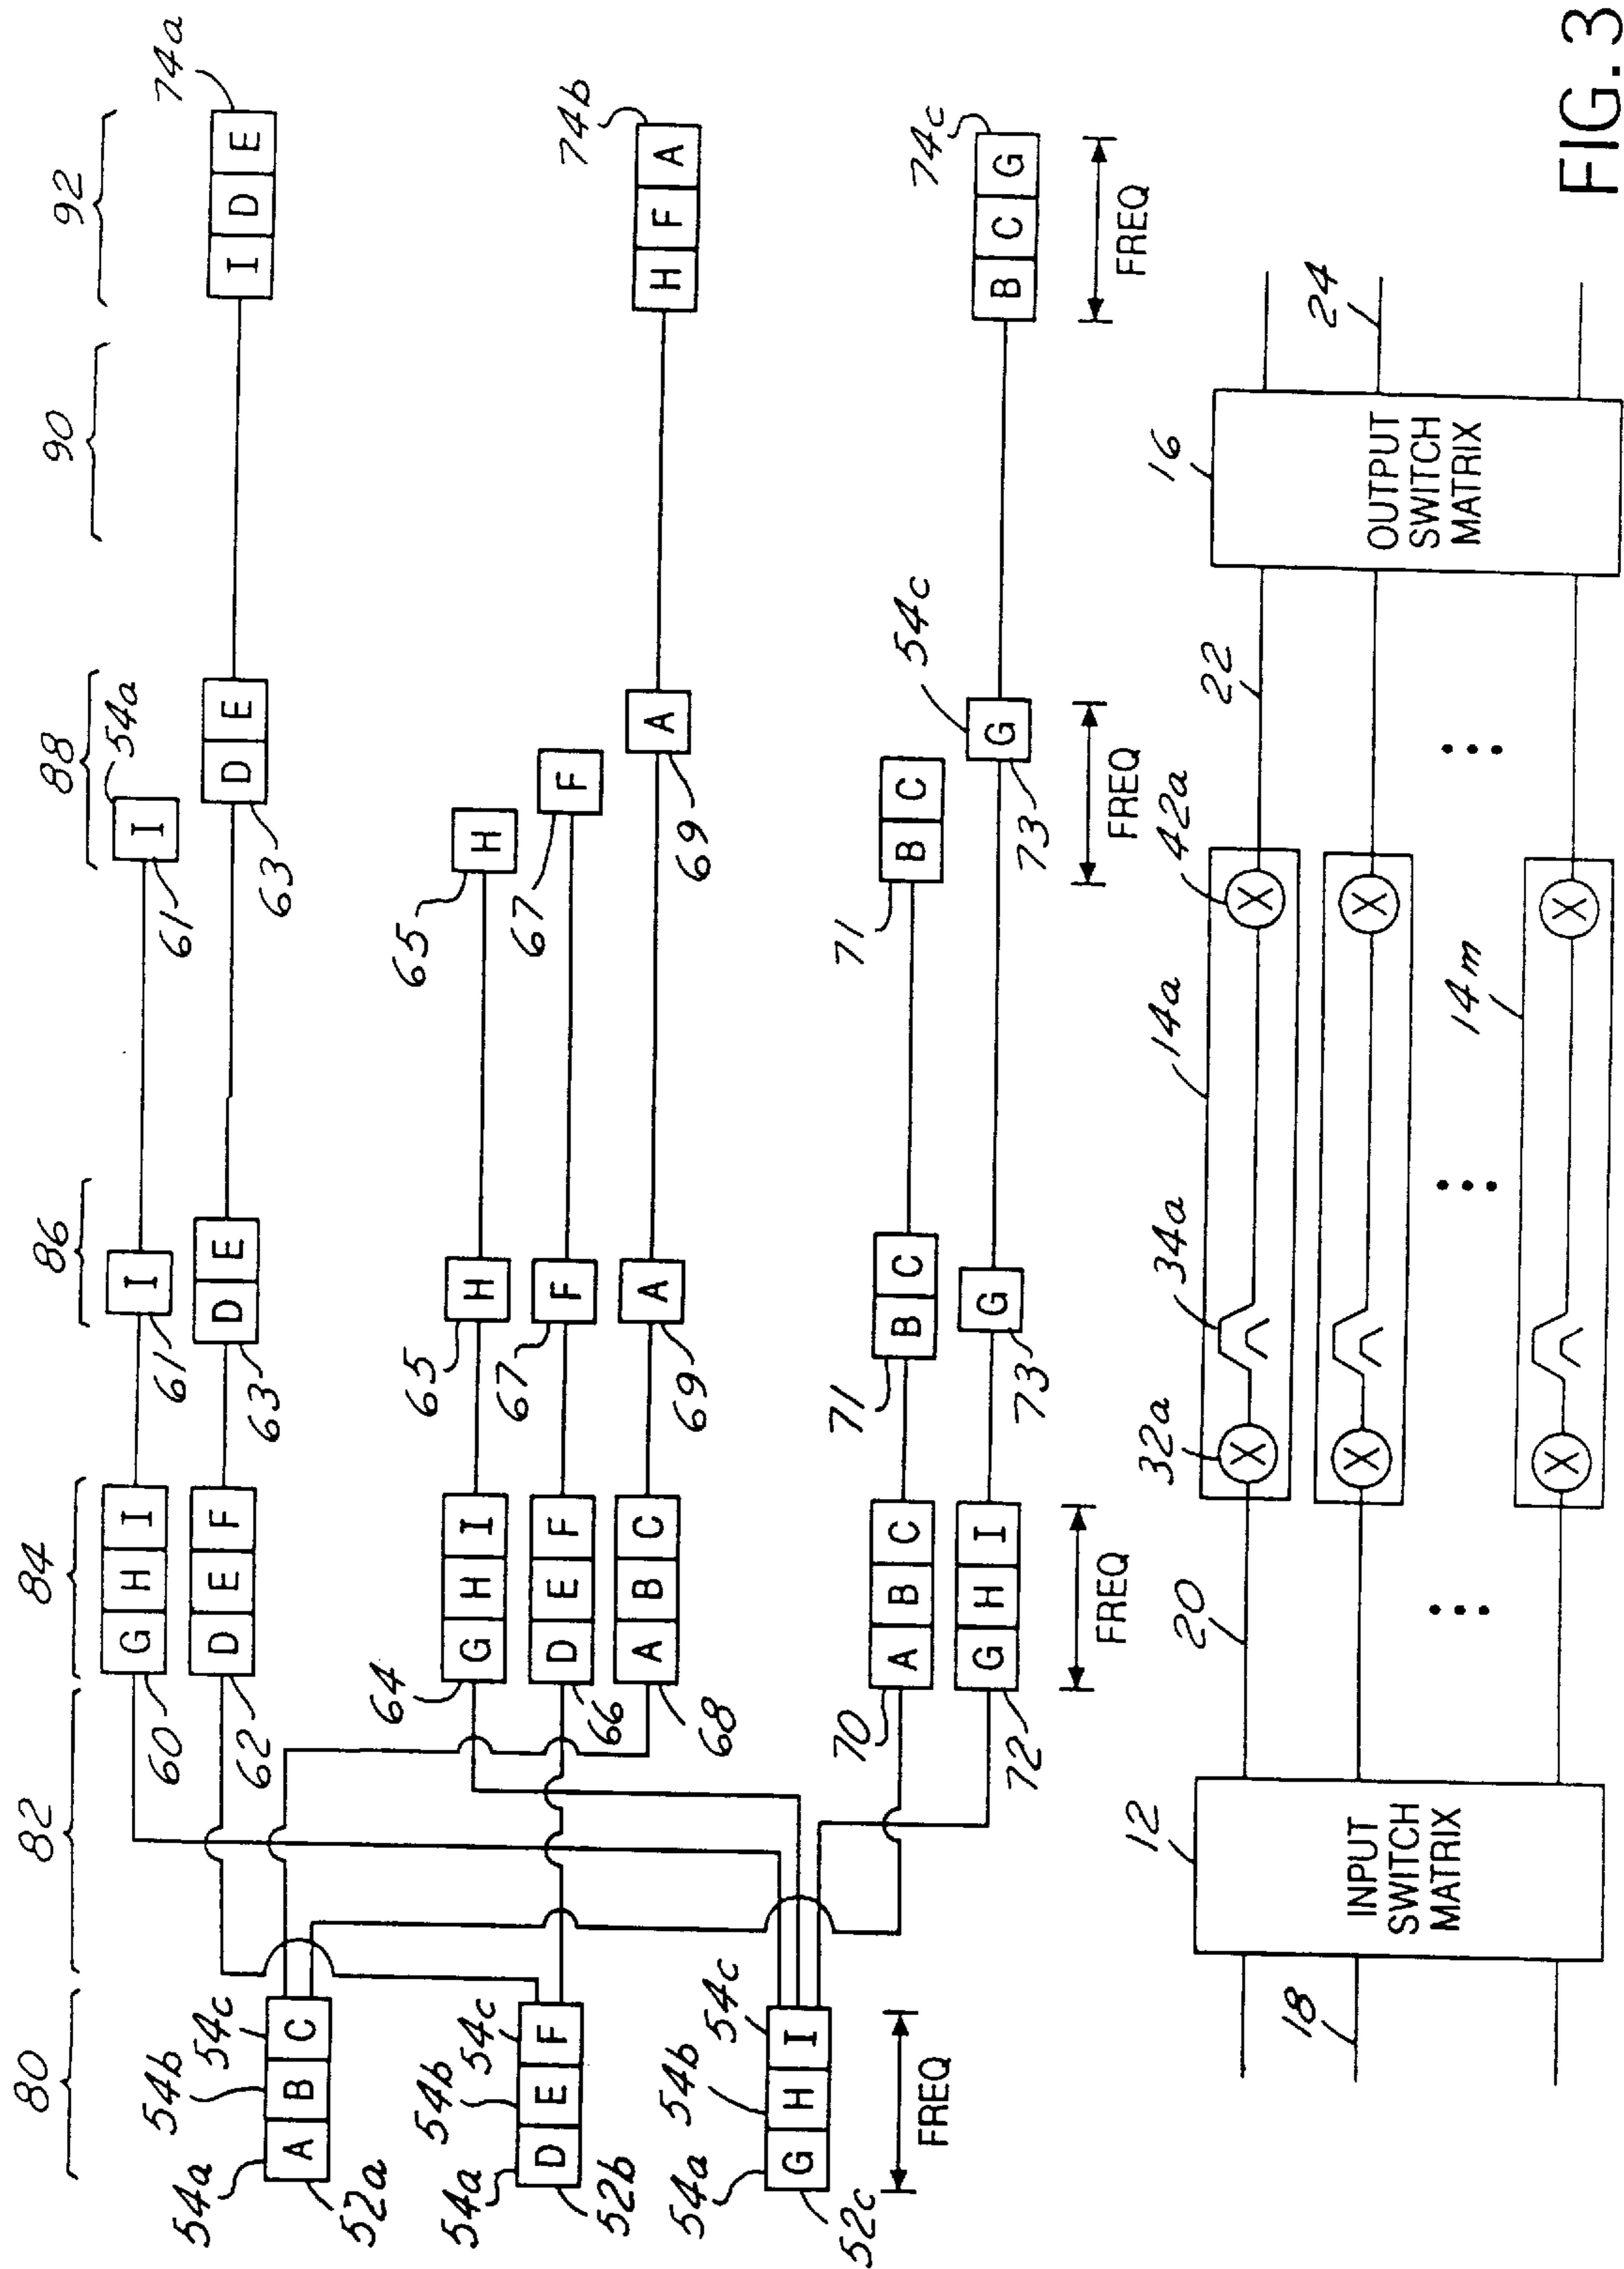 80 82 84 86 88 90 92
G H I
60
I
61
I
54a
61
D E F
62
D E
63
D E
63
I D E
74a
54a 54b 54c
A B C
52a
G H I
64
H
65
H
65
54a 54b 54c
D E F
52b
D E F
66
F
67
F
67
A B C
68
A
69
A
69
H F A
74b
54a 54b 54c
G H I
52c
A B C
70
B C
71
B C
71
G H I
72
G
73
G
54c
73
B C G
74c
FREQ FREQ FREQ FREQ
18
12
INPUT
SWITCH
MATRIX
20
32a
34a
14a
42a
22
16
OUTPUT
SWITCH
MATRIX
24
X X
X X
14m
X X
FIG. 3